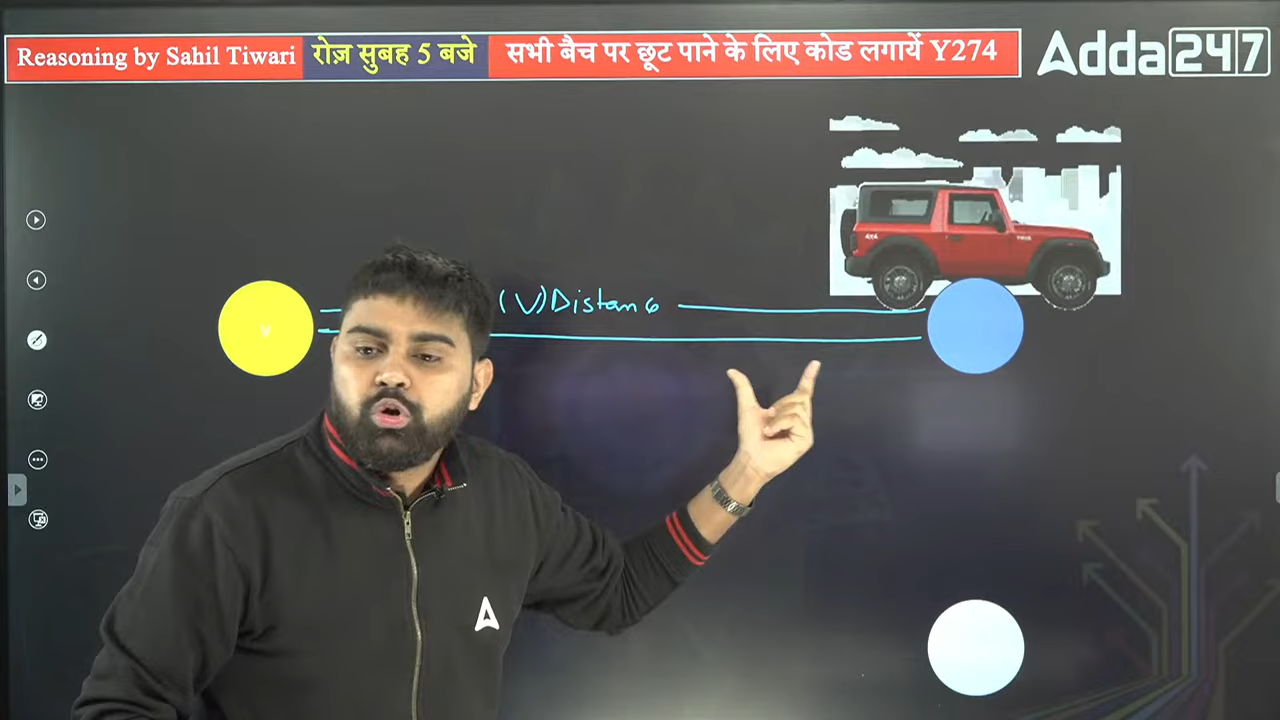 Reasoning by Sahil Tiwari रोज़ सुबह 5 बजे सभी बैच पर छूट पाने के लिए कोड लगायें Y274 Adda247
(V)Distan6
V